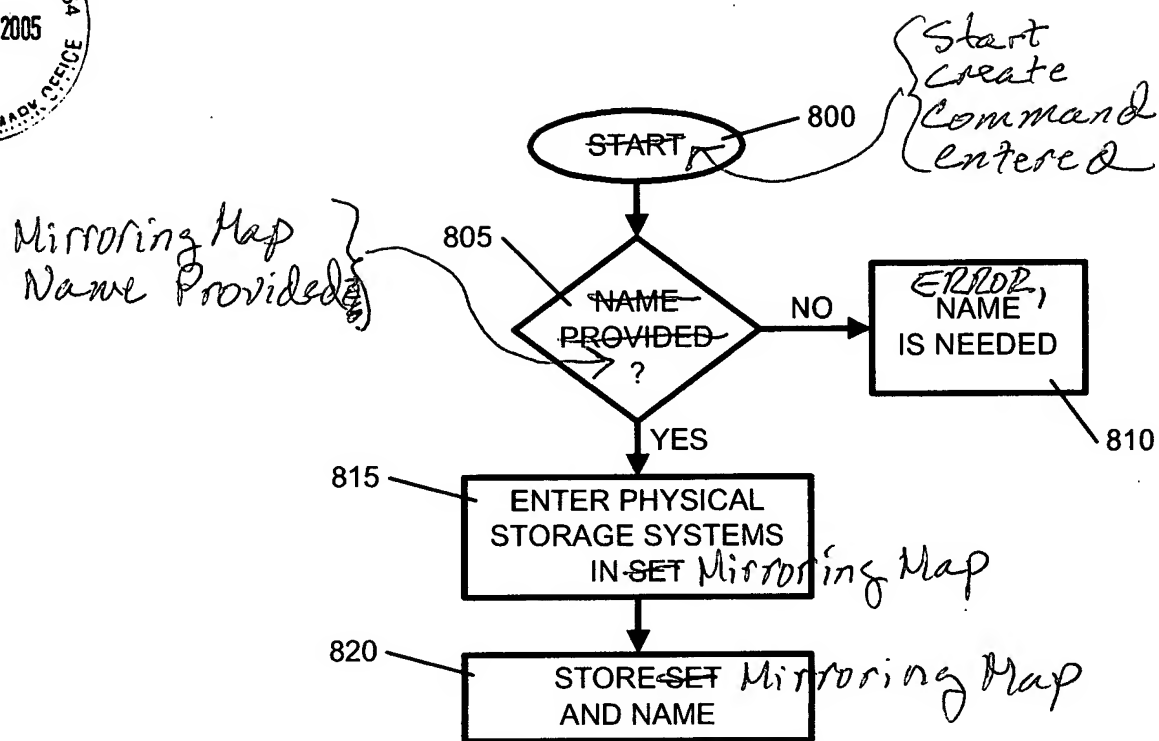 2005
OFFICE
Start
create
Command
entered
800
START
Mirroring Map
Name Provided
805
NAME
PROVIDED
?
NO
ERROR,
NAME
IS NEEDED
810
YES
815
ENTER PHYSICAL
STORAGE SYSTEMS
IN SET Mirroring Map
820
STORE SET Mirroring Map
AND NAME